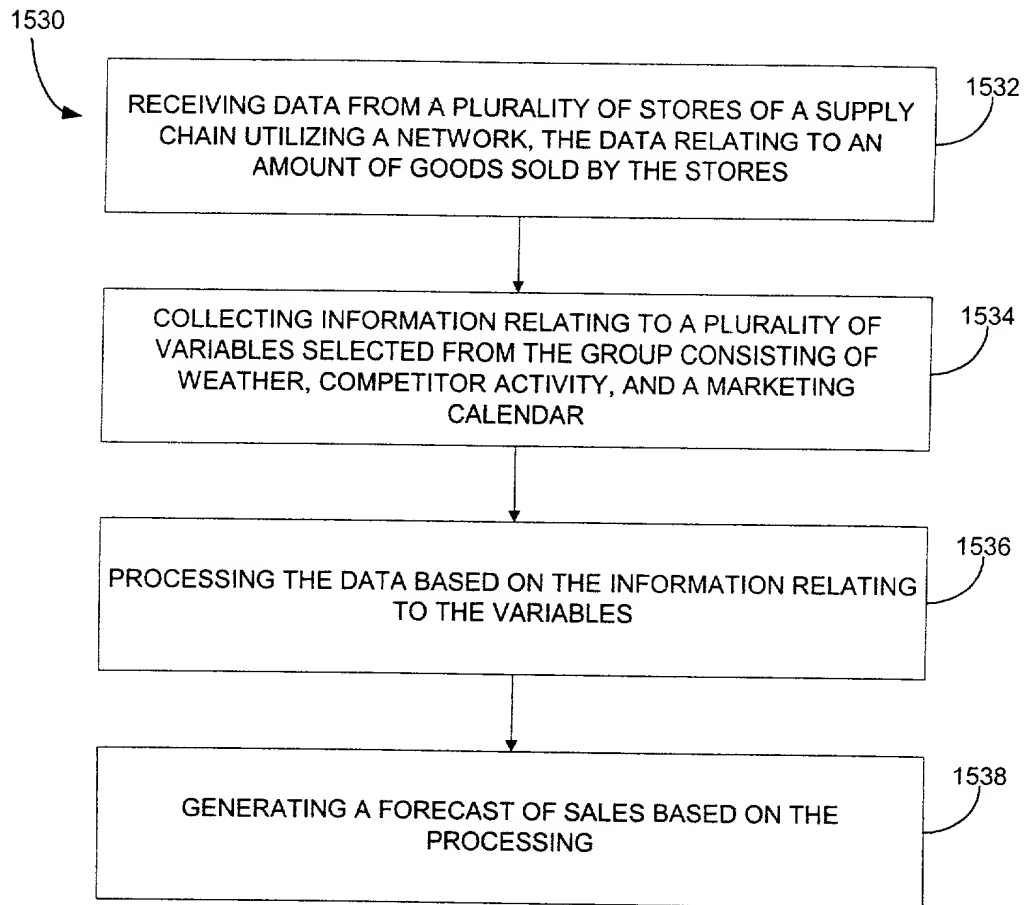 1530
1532
RECEIVING DATA FROM A PLURALITY OF STORES OF A SUPPLY
CHAIN UTILIZING A NETWORK, THE DATA RELATING TO AN
AMOUNT OF GOODS SOLD BY THE STORES
1534
COLLECTING INFORMATION RELATING TO A PLURALITY OF
VARIABLES SELECTED FROM THE GROUP CONSISTING OF
WEATHER, COMPETITOR ACTIVITY, AND A MARKETING
CALENDAR
1536
PROCESSING THE DATA BASED ON THE INFORMATION RELATING
TO THE VARIABLES
1538
GENERATING A FORECAST OF SALES BASED ON THE
PROCESSING